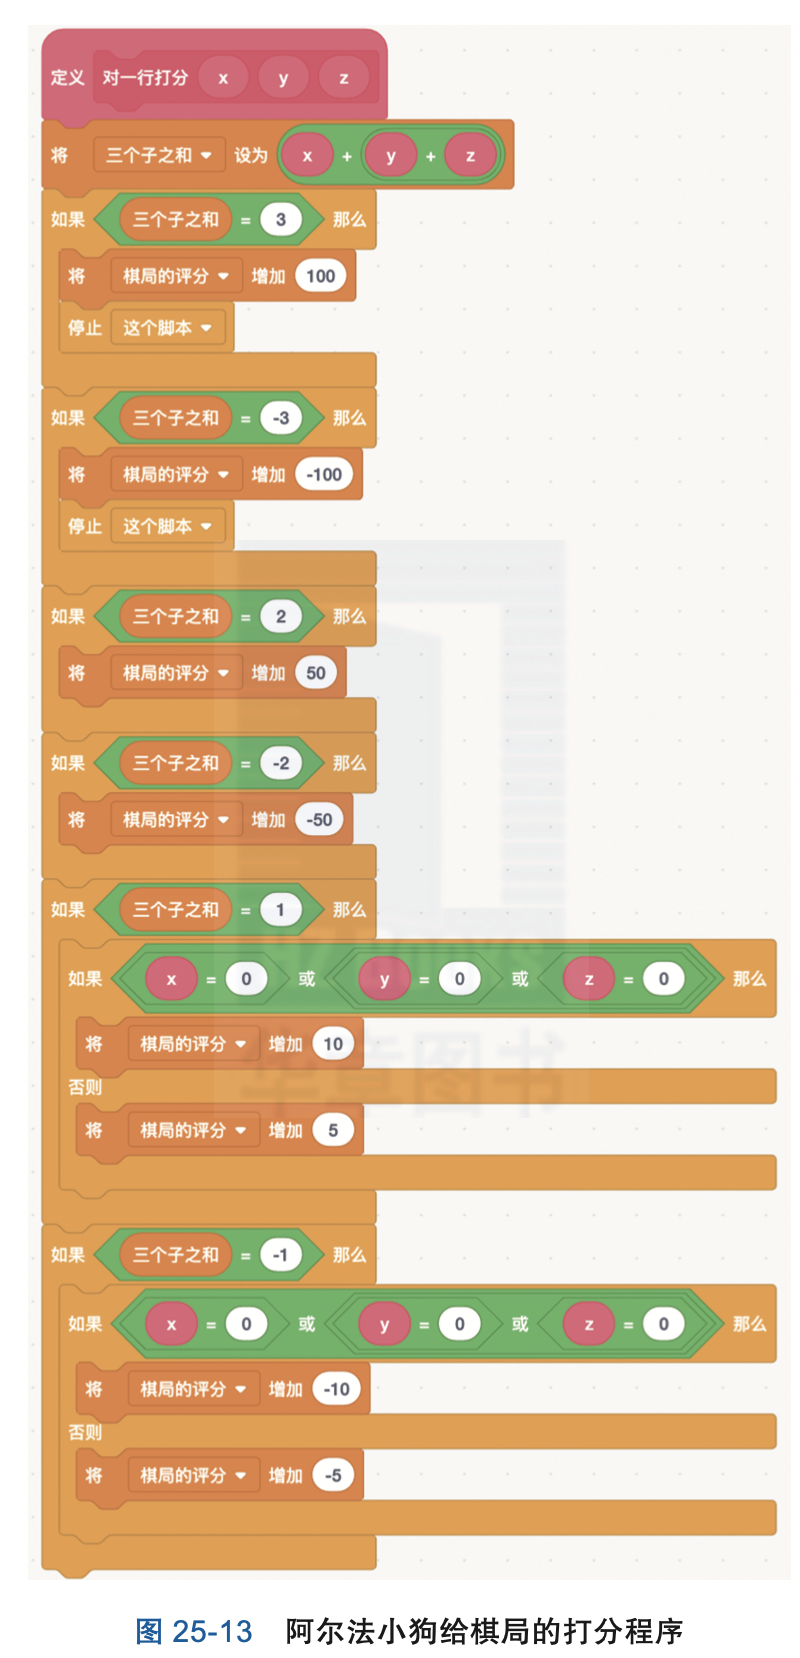 定义 对一行打分 x y z
将 三个子之和 设为 x + y + z
如果 三个子之和 = 3 那么
将 棋局的评分 增加 100
停止 这个脚本
如果 三个子之和 = -3 那么
将 棋局的评分 增加 -100
停止 这个脚本
如果 三个子之和 = 2 那么
将 棋局的评分 增加 50
如果 三个子之和 = -2 那么
将 棋局的评分 增加 -50
如果 三个子之和 = 1 那么
如果 x = 0 或 y = 0 或 z = 0 那么
将 棋局的评分 增加 10
否则
华章图书
将 棋局的评分 增加 5
如果 三个子之和 = -1 那么
如果 x = 0 或 y = 0 或 z = 0 那么
将 棋局的评分 增加 -10
否则
将 棋局的评分 增加 -5
图 25-13 阿尔法小狗给棋局的打分程序